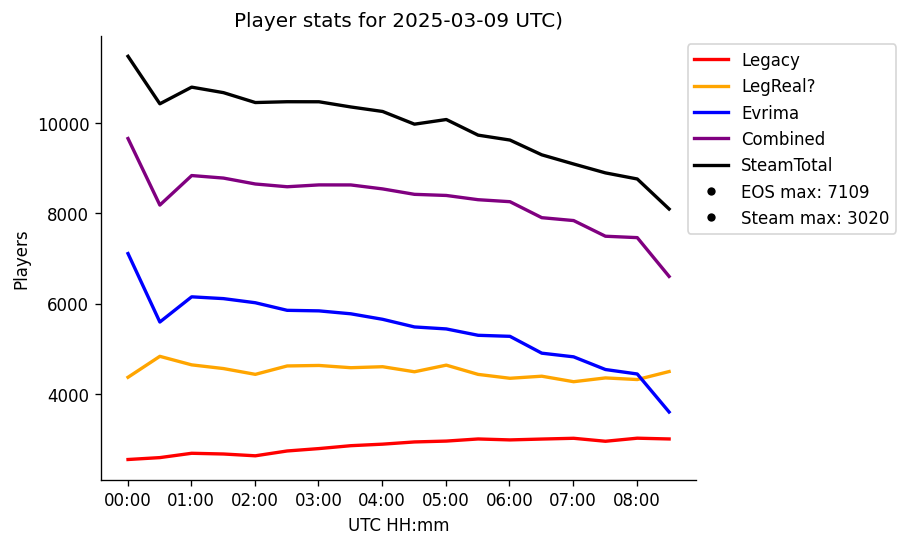 Player stats for 2025-03-09 UTC)
Legacy
LegReal?
Evrima
Combined
SteamTotal
EOS max: 7109
Steam max: 3020
Players
10000
8000
6000
4000
00:00 01:00 02:00 03:00 04:00 05:00 06:00 07:00 08:00
UTC HH:mm